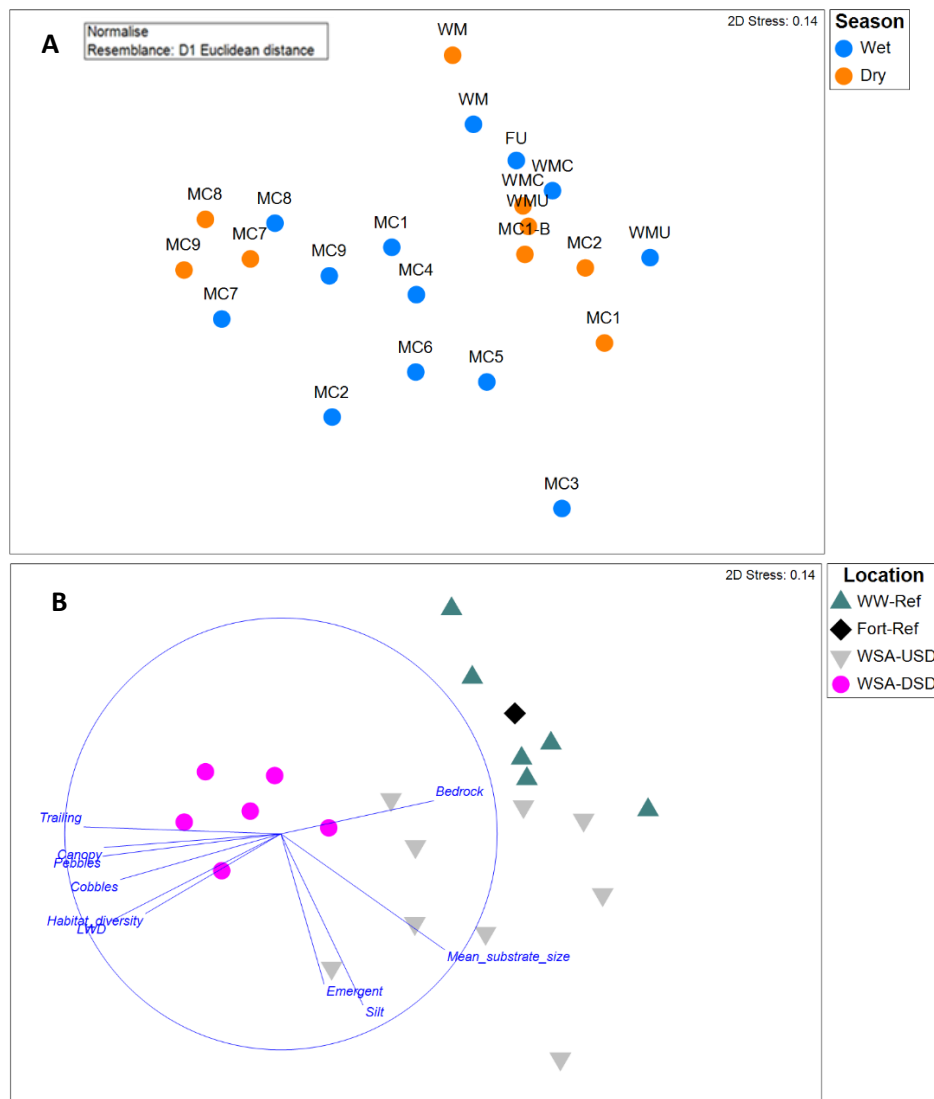 A
Normalise
Resemblance: D1 Euclidean distance
2D Stress: 0.14
Season
Wet
Dry
WM
WM
FU
WMC
WMC
WMU
MC1-B
MC2
WMU
MC8
MC8
MC9
MC7
MC1
MC9
MC4
MC7
MC1
MC6
MC5
MC2
MC3
B
2D Stress: 0.14
Location
WW-Ref
Fort-Ref
WSA-USD
WSA-DSD
Bedrock
Trailing
Canopy
Pebbles
Cobbles
Habitat_diversity
LWD
Mean_substrate_size
Emergent
Silt